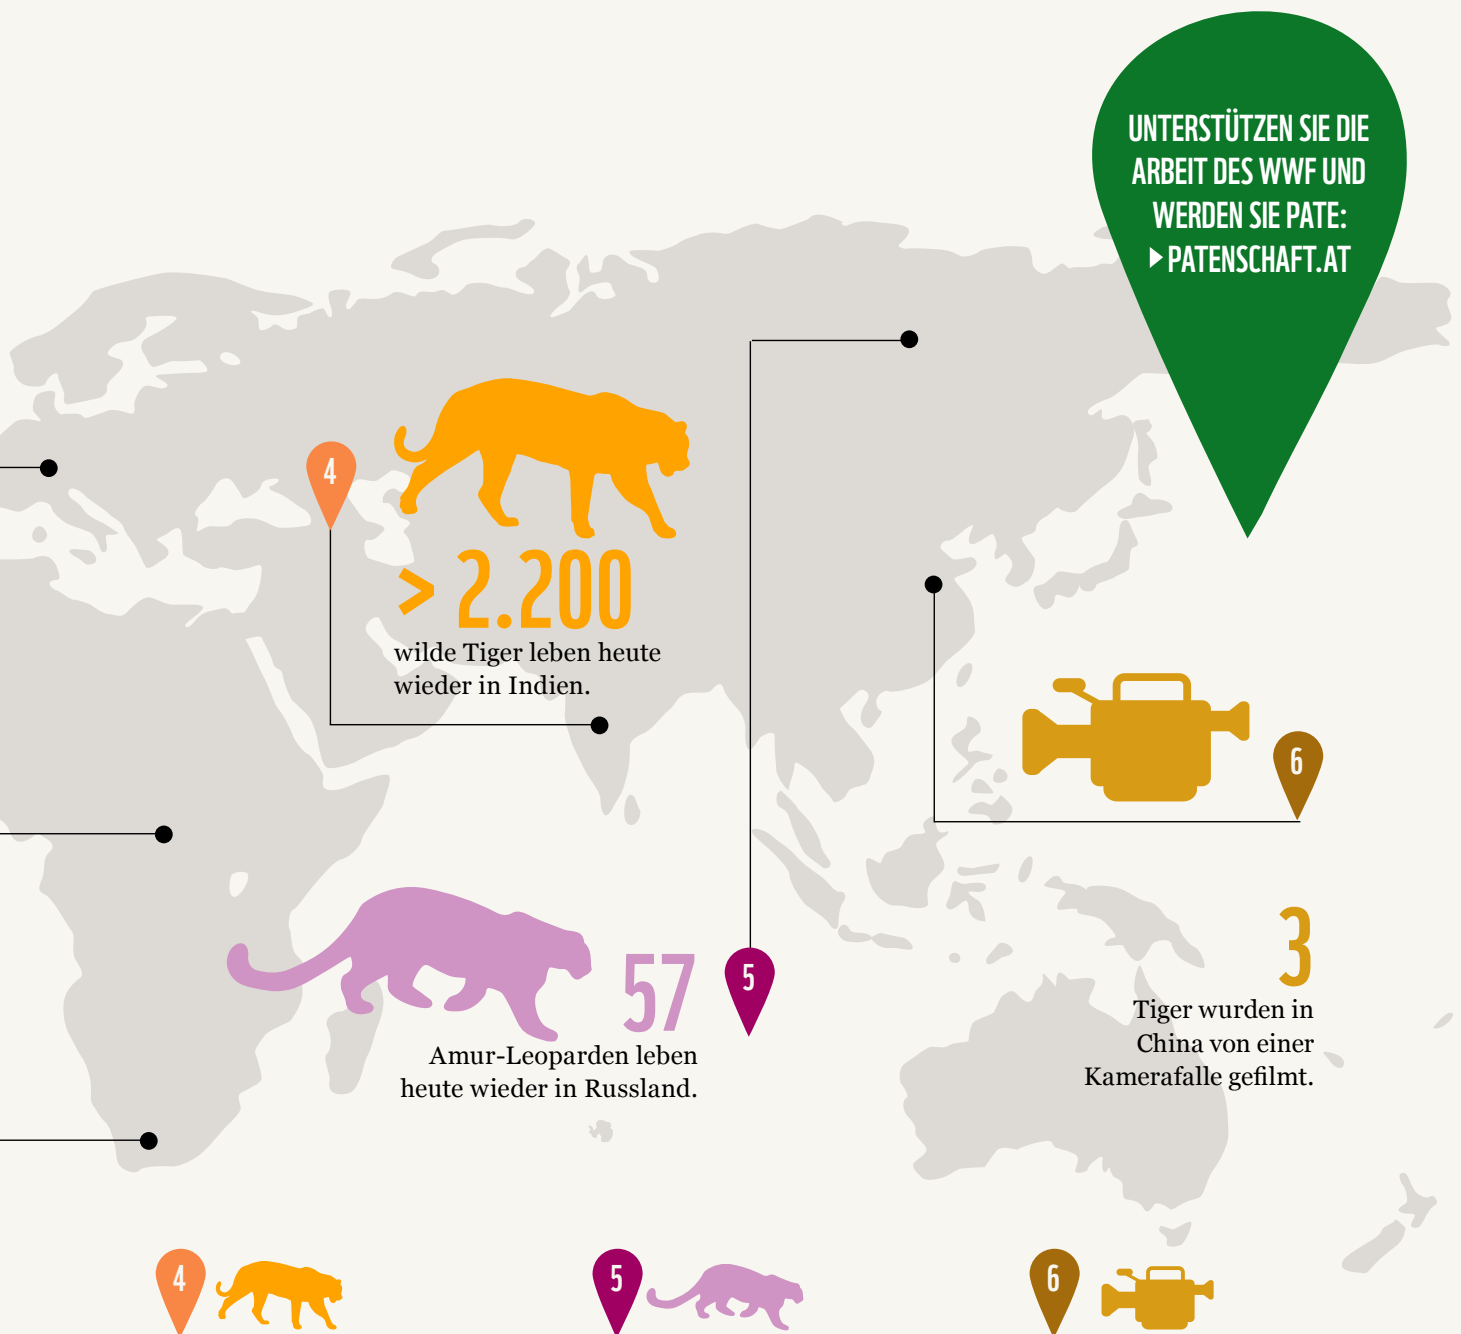 UNTERSTÜTZEN SIE DIE
ARBEIT DES WWF UND
WERDEN SIE PATE:
▶ PATENSCHAFT.AT
4
> 2.200
wilde Tiger leben heute
wieder in Indien.
6
57
5
Amur-Leoparden leben
heute wieder in Russland.
3
Tiger wurden in
China von einer
Kamerafalle gefilmt.
4
5
6